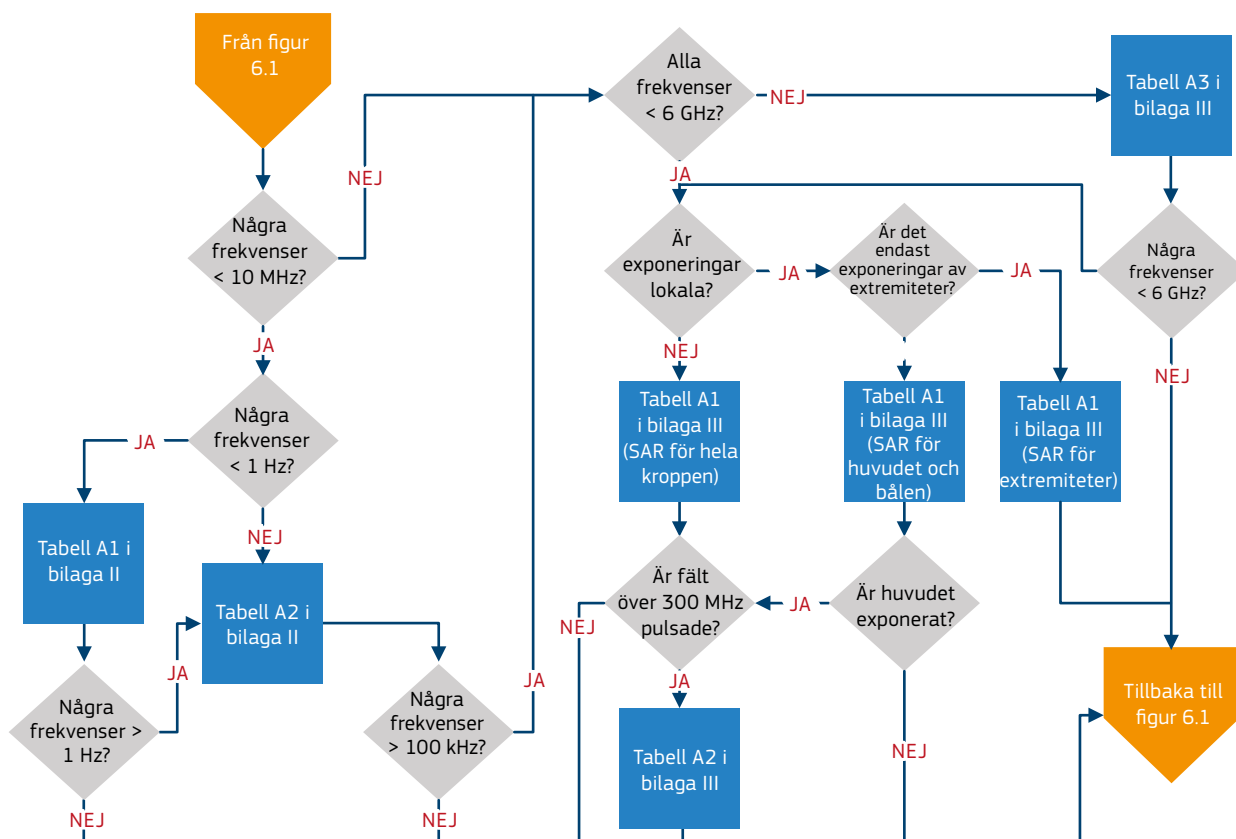 Från figur
6.1
Alla
frekvenser
< 6 GHz?
NEJ
Tabell A3 i
bilaga III
NEJ
JA
Några
frekvenser
< 10 MHz?
Är
exponeringar
lokala?
JA
Är det
endast
exponeringar av
extremiteter?
JA
Några
frekvenser
< 6 GHz?
JA
NEJ
NEJ
Några
frekvenser
< 1 Hz?
JA
NEJ
Tabell A1
i bilaga III
(SAR för hela
kroppen)
Tabell A1
i bilaga III
(SAR för
huvudet och
bålen)
Tabell A1
i bilaga III
(SAR för
extremiteter)
Tabell A1 i
bilaga II
Tabell A2 i
bilaga II
Är fält
över 300 MHz
pulsade?
JA
Är huvudet
exponerat?
NEJ
JA
JA
JA
Några
frekvenser >
1 Hz?
Några
frekvenser
> 100 kHz?
Tabell A2 i
bilaga III
NEJ
Tillbaka till
figur 6.1
NEJ
NEJ